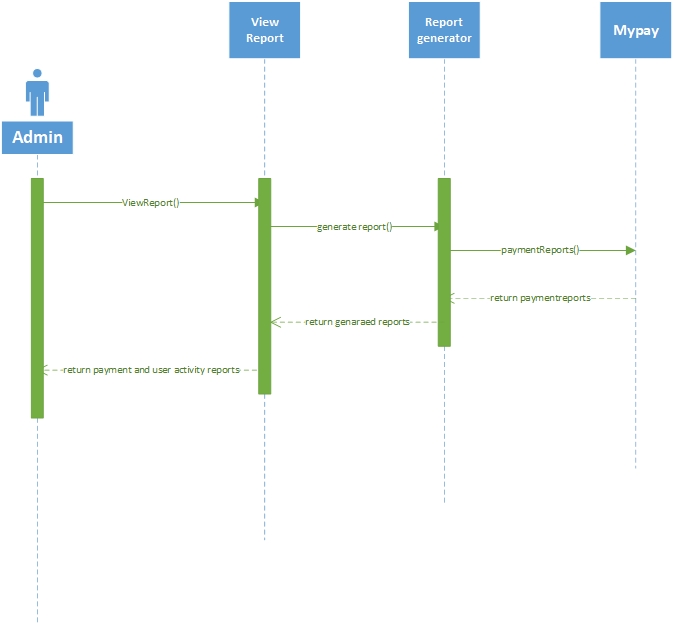 View
Report
Report
generator
Mypay
Admin
ViewReport()
generate report()
paymentReports()
return paymentreports
return genaraed reports
return payment and user activity reports